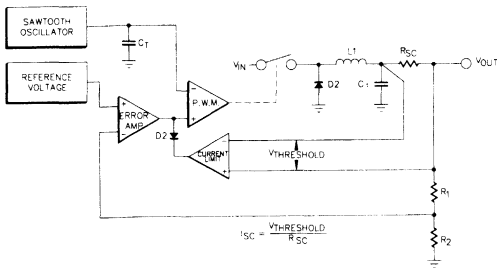 SAWTOOTH
OSCILLATOR
CT
REFERENCE
VOLTAGE
VIN
L1
RSC
VOUT
D2
C1
+
ERROR
AMP
−
−
P.W.M
+
D2
CURRENT
LIMIT
−
+
VTHRESHOLD
R1
R2
ISC = VTHRESHOLD
RSC